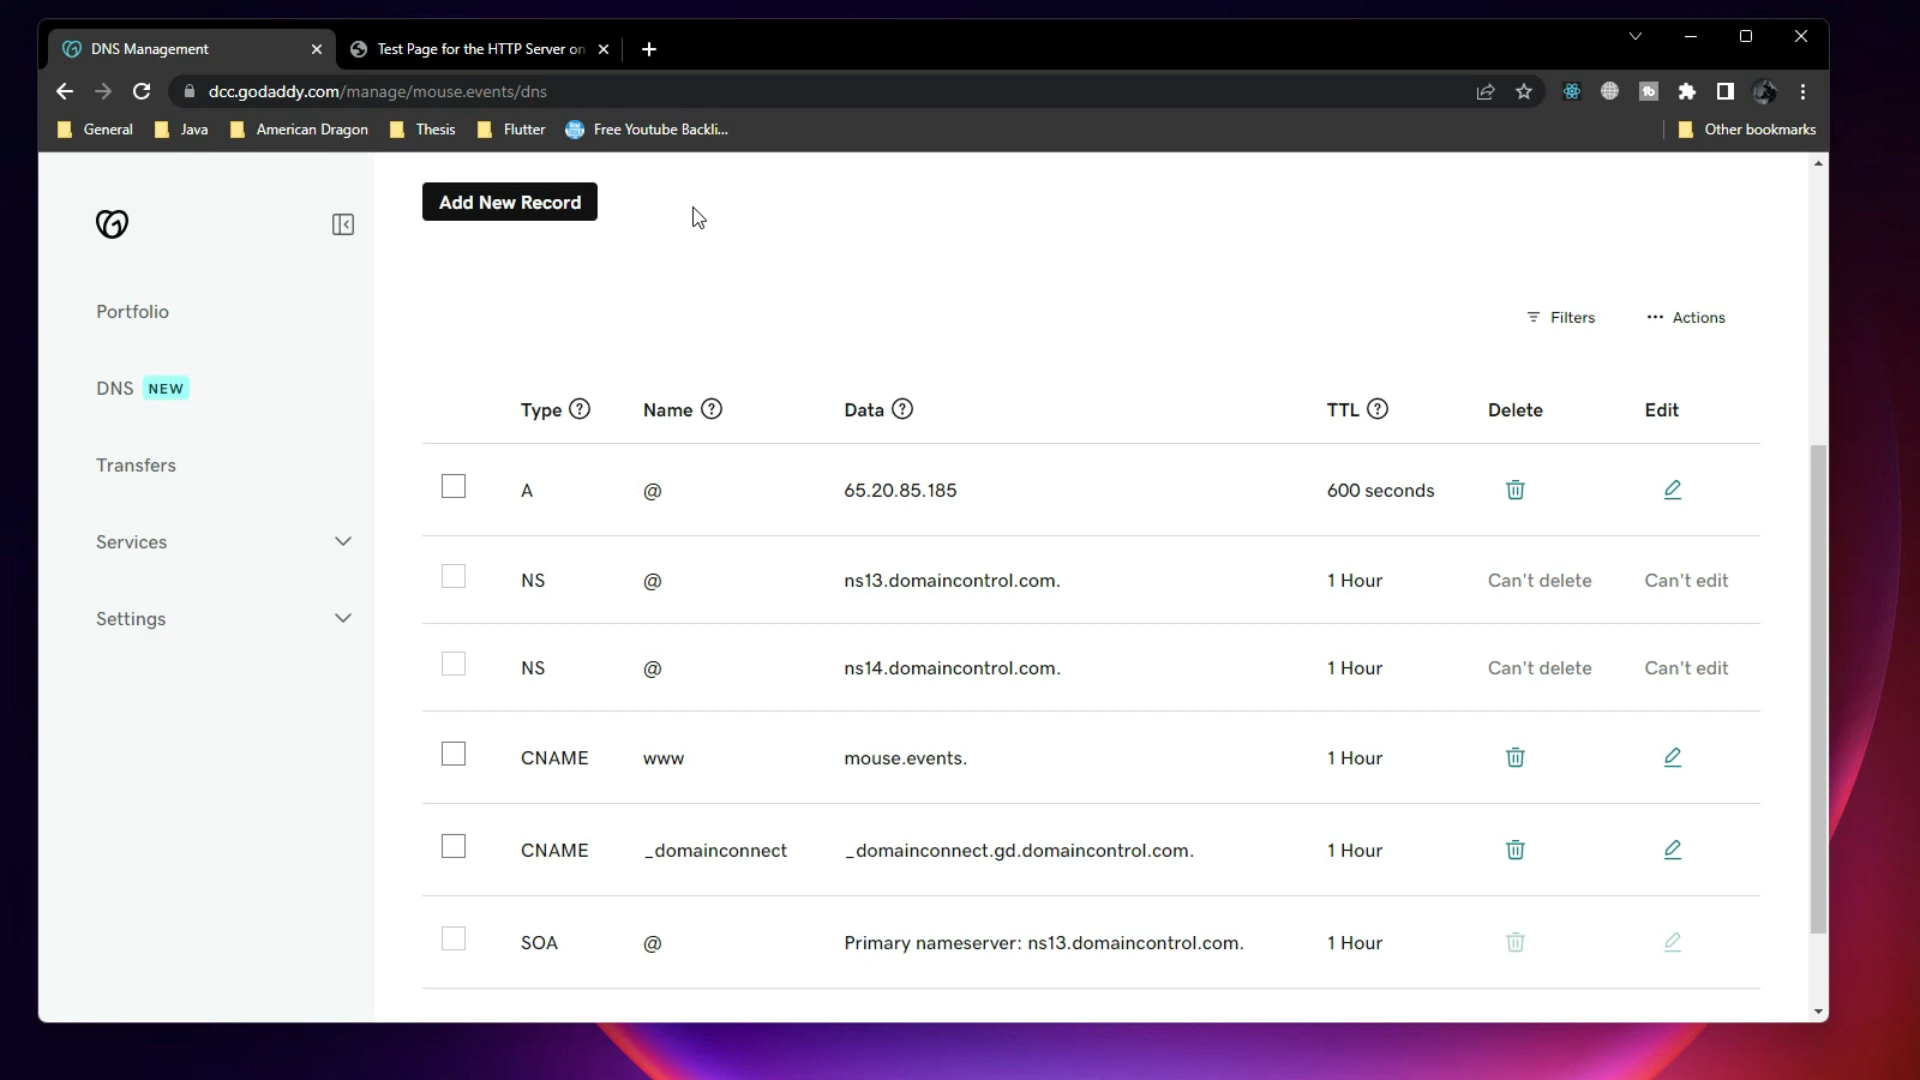 DNS Management
Test Page for the HTTP Server on
dcc.godaddy.com/manage/mouse.events/dns
General Java American Dragon Thesis Flutter Free Youtube Backli... Other bookmarks
Add New Record
Portfolio
DNS NEW
Transfers
Services
Settings
Filters ... Actions
Type ? Name ? Data ? TTL ? Delete Edit
A @ 65.20.85.185 600 seconds
NS @ ns13.domaincontrol.com. 1 Hour Can't delete Can't edit
NS @ ns14.domaincontrol.com. 1 Hour Can't delete Can't edit
CNAME www mouse.events. 1 Hour
CNAME _domainconnect _domainconnect.gd.domaincontrol.com. 1 Hour
SOA @ Primary nameserver: ns13.domaincontrol.com. 1 Hour